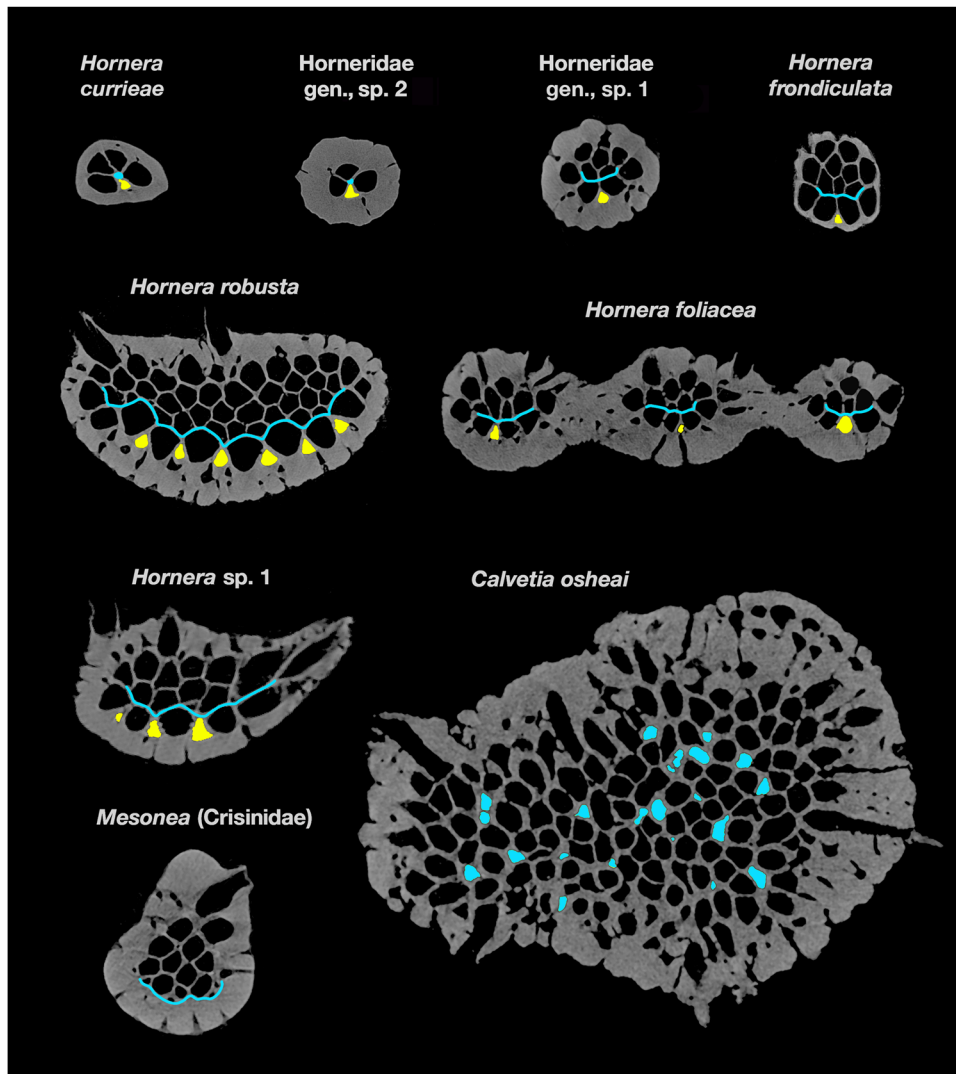 Hornera
currieae
Horneridae
gen., sp. 2
Horneridae
gen., sp. 1
Hornera
frondiculata
Hornera robusta
Hornera foliacea
Hornera sp. 1
Calvetia osheai
Mesonea (Crisinidae)